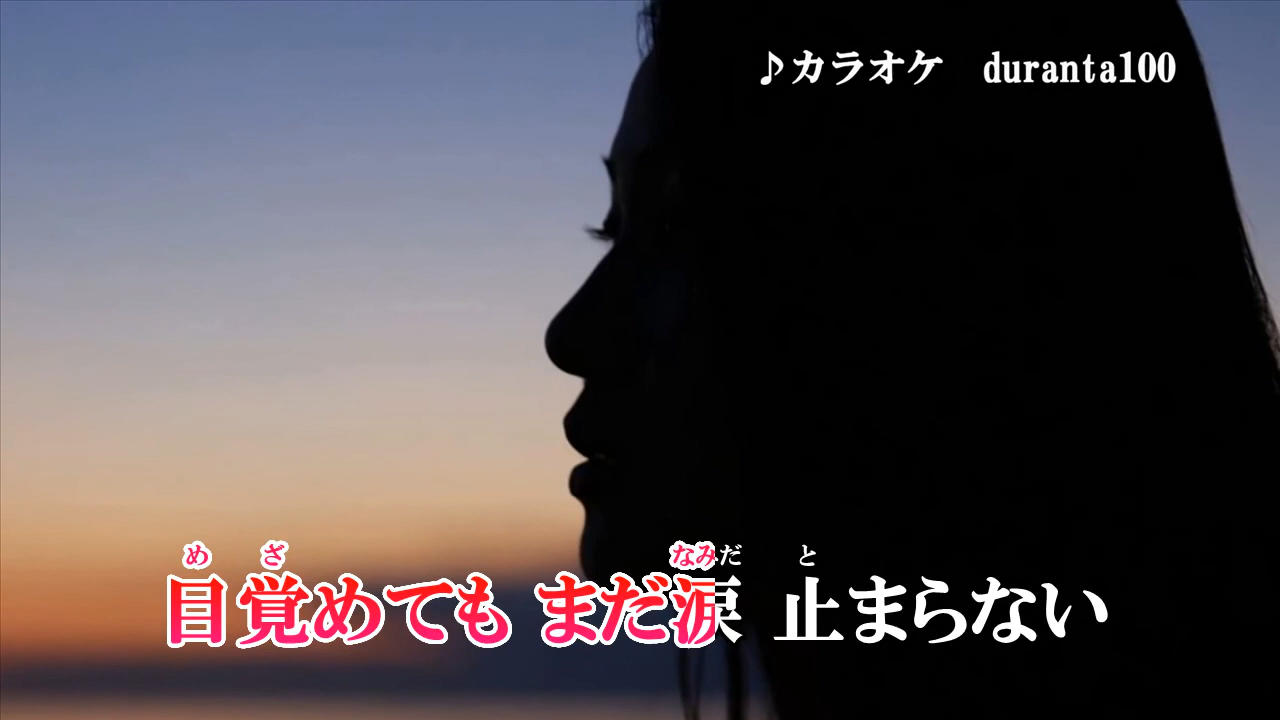 ♪カラオケ　duranta100
め ざ なみだ と
目覚めても まだ涙 止まらない